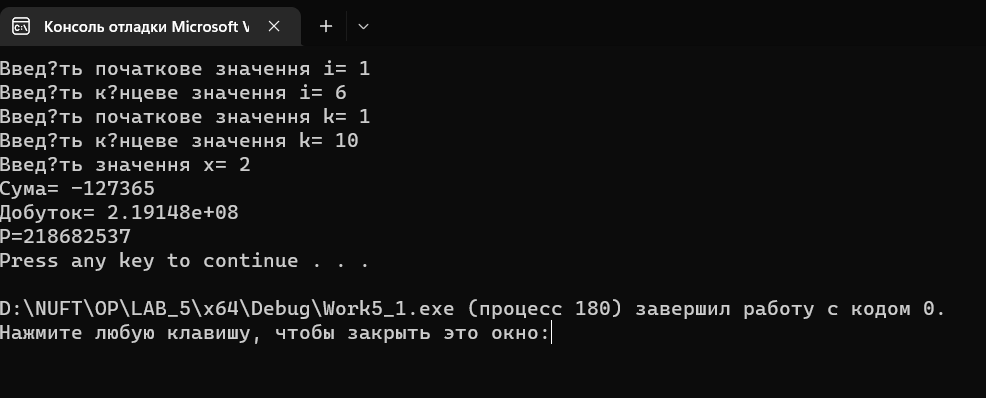 Консоль отладки Microsoft V
Введ?ть початкове значення i= 1
Введ?ть к?нцеве значення i= 6
Введ?ть початкове значення k= 1
Введ?ть к?нцеве значення k= 10
Введ?ть значення x= 2
Сума= -127365
Добуток= 2.19148e+08
P=218682537
Press any key to continue . . .
D:\NUFT\OP\LAB_5\x64\Debug\Work5_1.exe (процесс 180) завершил работу с кодом 0.
Нажмите любую клавишу, чтобы закрыть это окно: